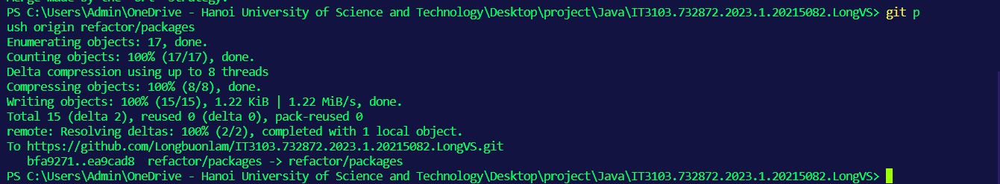 Merge made by the 'ort' strategy.
PS C:\Users\Admin\OneDrive - Hanoi University of Science and Technology\Desktop\project\Java\IT3103.732872.2023.1.20215082.LongVS> git p
ush origin refactor/packages
Enumerating objects: 17, done.
Counting objects: 100% (17/17), done.
Delta compression using up to 8 threads
Compressing objects: 100% (8/8), done.
Writing objects: 100% (15/15), 1.22 KiB | 1.22 MiB/s, done.
Total 15 (delta 2), reused 0 (delta 0), pack-reused 0
remote: Resolving deltas: 100% (2/2), completed with 1 local object.
To https://github.com/Longbuonlam/IT3103.732872.2023.1.20215082.LongVS.git
   bfa9271..ea9cad8  refactor/packages -> refactor/packages
PS C:\Users\Admin\OneDrive - Hanoi University of Science and Technology\Desktop\project\Java\IT3103.732872.2023.1.20215082.LongVS>